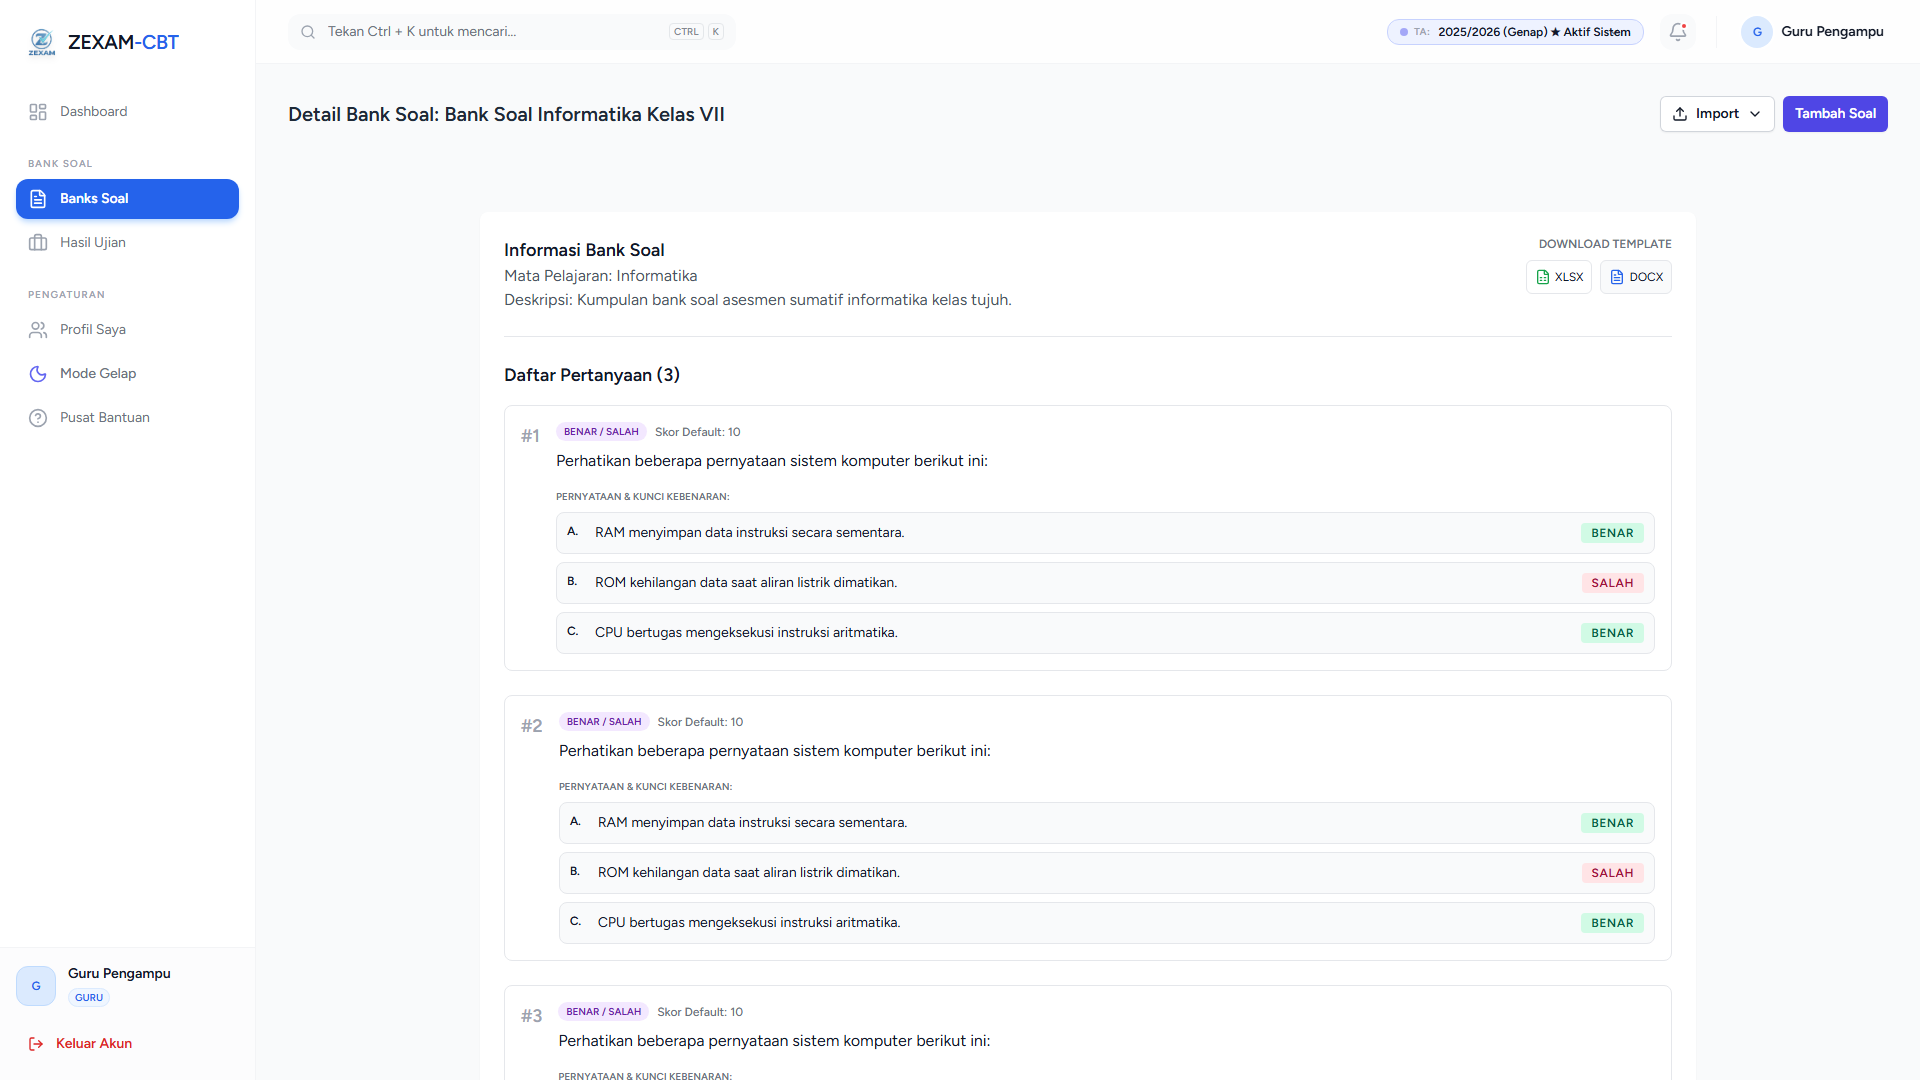 ZEXAM
ZEXAM-CBT
Tekan Ctrl + K untuk mencari...
CTRL K
TA: 2025/2026 (Genap) ★ Aktif Sistem
G
Guru Pengampu
Dashboard
BANK SOAL
Banks Soal
Hasil Ujian
PENGATURAN
Profil Saya
Mode Gelap
Pusat Bantuan
G
Guru Pengampu
GURU
Keluar Akun
Detail Bank Soal: Bank Soal Informatika Kelas VII
Import
Tambah Soal
Informasi Bank Soal
Mata Pelajaran: Informatika
Deskripsi: Kumpulan bank soal asesmen sumatif informatika kelas tujuh.
DOWNLOAD TEMPLATE
XLSX
DOCX
Daftar Pertanyaan (3)
#1
BENAR / SALAH Skor Default: 10
Perhatikan beberapa pernyataan sistem komputer berikut ini:
PERNYATAAN & KUNCI KEBENARAN:
A. RAM menyimpan data instruksi secara sementara. BENAR
B. ROM kehilangan data saat aliran listrik dimatikan. SALAH
C. CPU bertugas mengeksekusi instruksi aritmatika. BENAR
#2
BENAR / SALAH Skor Default: 10
Perhatikan beberapa pernyataan sistem komputer berikut ini:
PERNYATAAN & KUNCI KEBENARAN:
A. RAM menyimpan data instruksi secara sementara. BENAR
B. ROM kehilangan data saat aliran listrik dimatikan. SALAH
C. CPU bertugas mengeksekusi instruksi aritmatika. BENAR
#3
BENAR / SALAH Skor Default: 10
Perhatikan beberapa pernyataan sistem komputer berikut ini:
PERNYATAAN & KUNCI KEBENARAN: